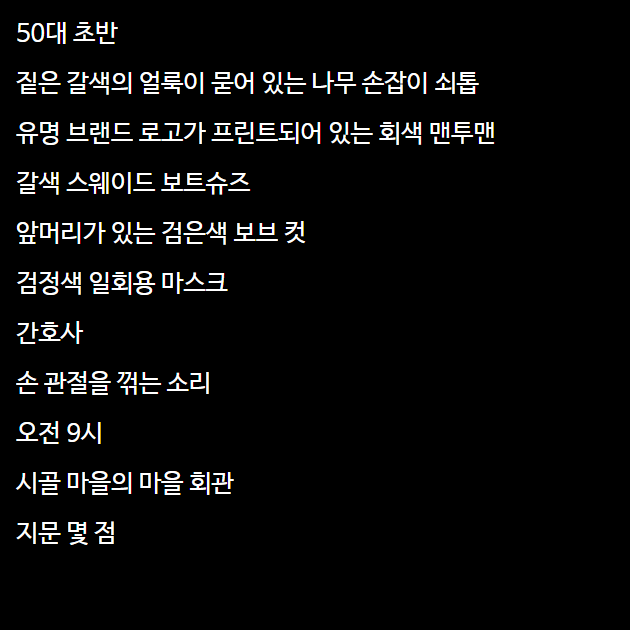 50대 초반
짙은 갈색의 얼룩이 묻어 있는 나무 손잡이 쇠톱
유명 브랜드 로고가 프린트되어 있는 회색 맨투맨
갈색 스웨이드 보트슈즈
앞머리가 있는 검은색 보브 컷
검정색 일회용 마스크
간호사
손 관절을 꺾는 소리
오전 9시
시골 마을의 마을 회관
지문 몇 점